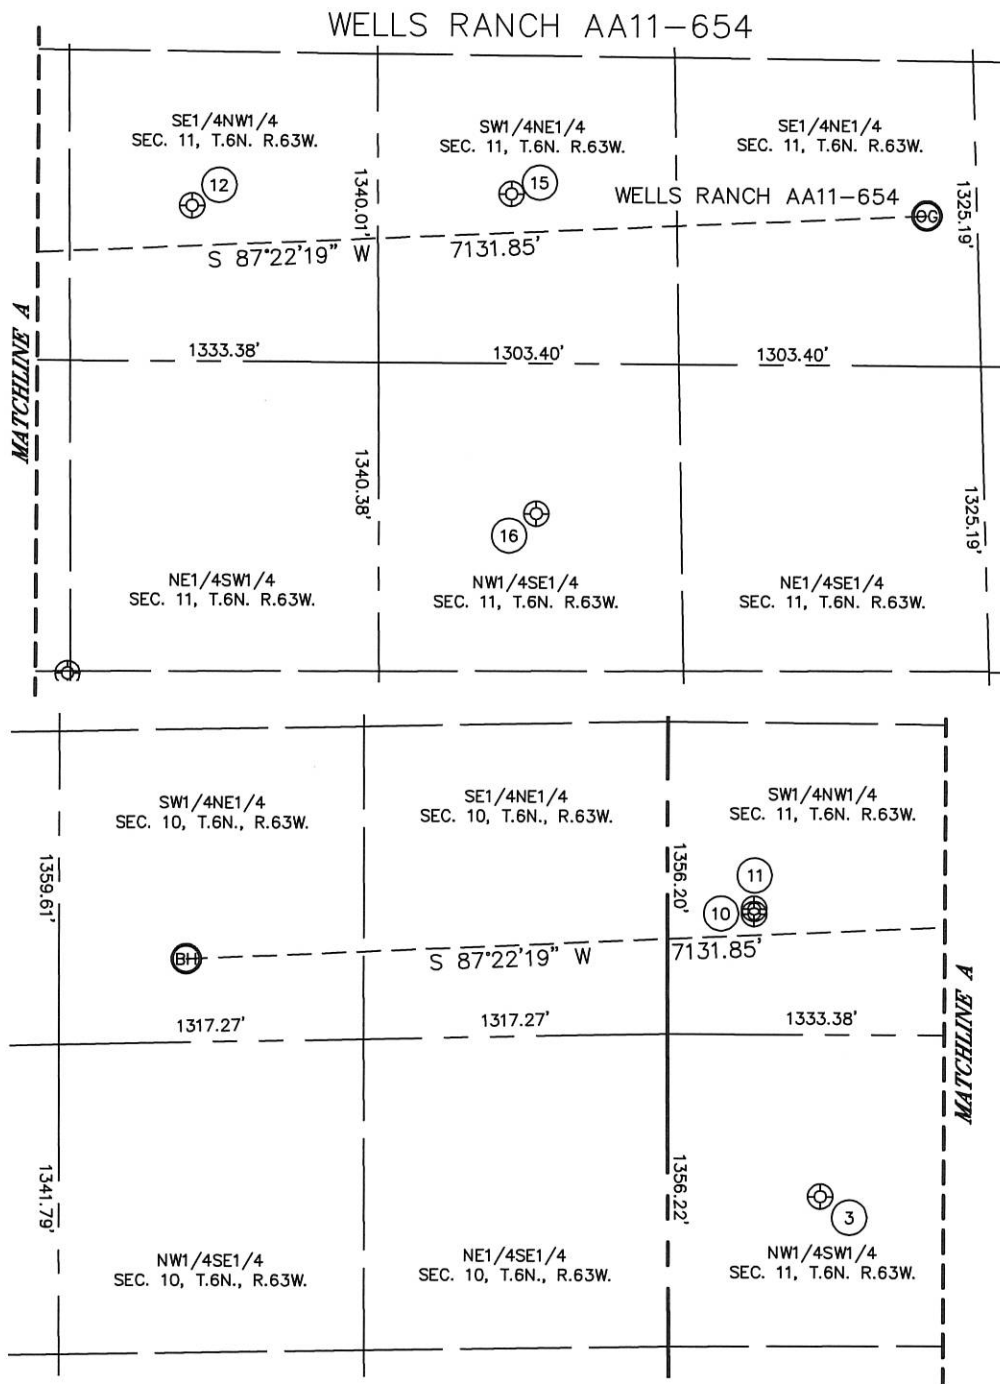 WELLS RANCH AA11-654
SE1/4NW1/4
SEC. 11, T.6N. R.63W.
SW1/4NE1/4
SEC. 11, T.6N. R.63W.
SE1/4NE1/4
SEC. 11, T.6N. R.63W.
12
15
1340.01'
WELLS RANCH AA11-654
OG
1325.19'
S 87°22'19" W
7131.85'
MATCHLINE A
1333.38'
1303.40'
1303.40'
1340.38'
16
1325.19'
NE1/4SW1/4
SEC. 11, T.6N. R.63W.
NW1/4SE1/4
SEC. 11, T.6N. R.63W.
NE1/4SE1/4
SEC. 11, T.6N. R.63W.
SW1/4NE1/4
SEC. 10, T.6N., R.63W.
SE1/4NE1/4
SEC. 10, T.6N., R.63W.
SW1/4NW1/4
SEC. 11, T.6N. R.63W.
1359.61'
1356.20'
11
10
BH
S 87°22'19" W
7131.85'
MATCHLINE A
1317.27'
1317.27'
1333.38'
1341.79'
1356.22'
3
NW1/4SE1/4
SEC. 10, T.6N., R.63W.
NE1/4SE1/4
SEC. 10, T.6N., R.63W.
NW1/4SW1/4
SEC. 11, T.6N. R.63W.